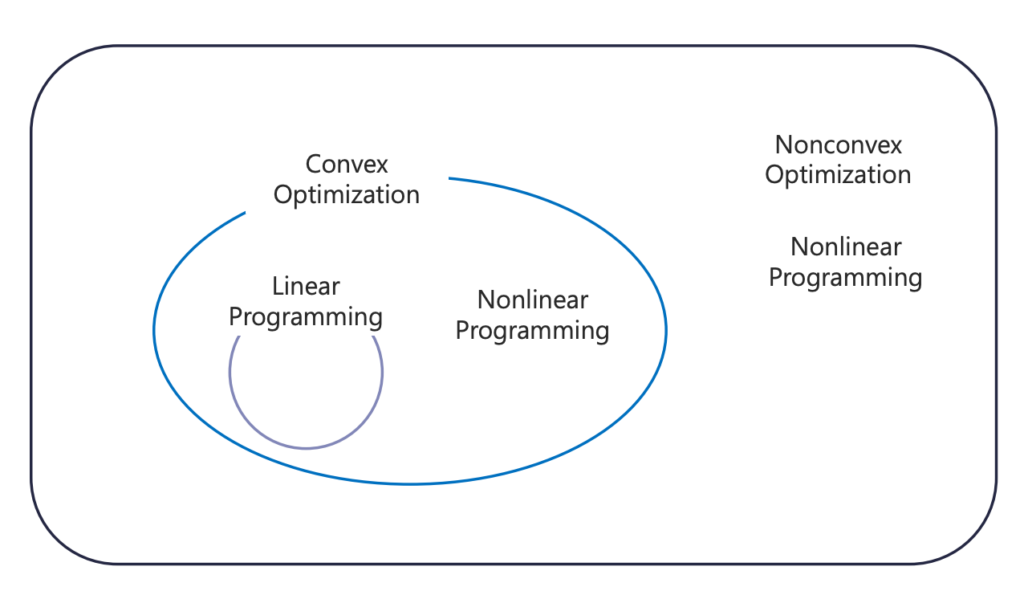 Convex
Optimization
Linear
Programming
Nonlinear
Programming
Nonconvex
Optimization
Nonlinear
Programming